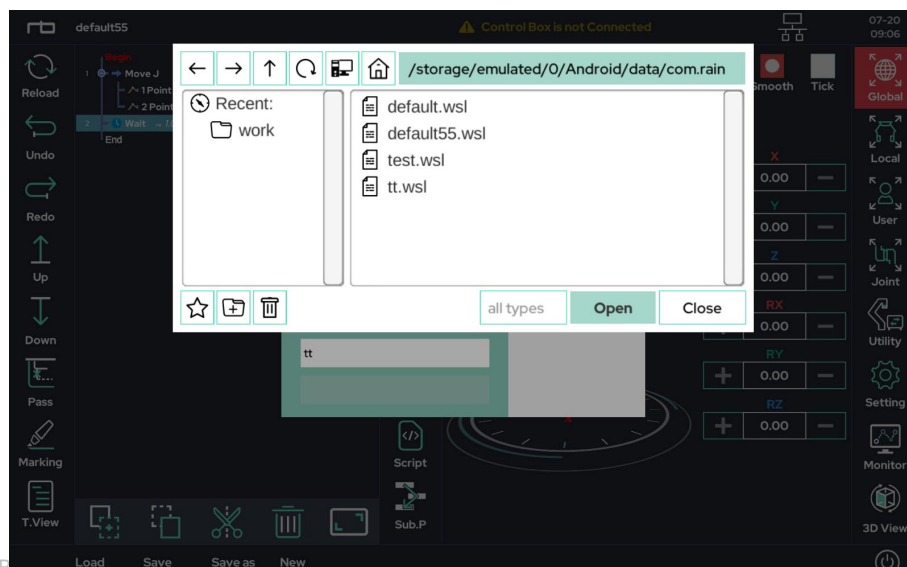 default55
Control Box is not Connected
07-20
09:06
Reload
Undo
Redo
Up
Down
Pass
Marking
T.View
Begin
1 Move J
1 Point
2 Point
2 Wait
End
/storage/emulated/0/Android/data/com.rain
Recent:
work
default.wsl
default55.wsl
test.wsl
tt.wsl
all types
Open
Close
tt
Script
Sub.P
Smooth
Tick
X
0.00
Y
0.00
Z
0.00
RX
0.00
RY
0.00
RZ
0.00
Global
Local
User
Joint
Utility
Setting
Monitor
3D View
Load
Save
Save as
New